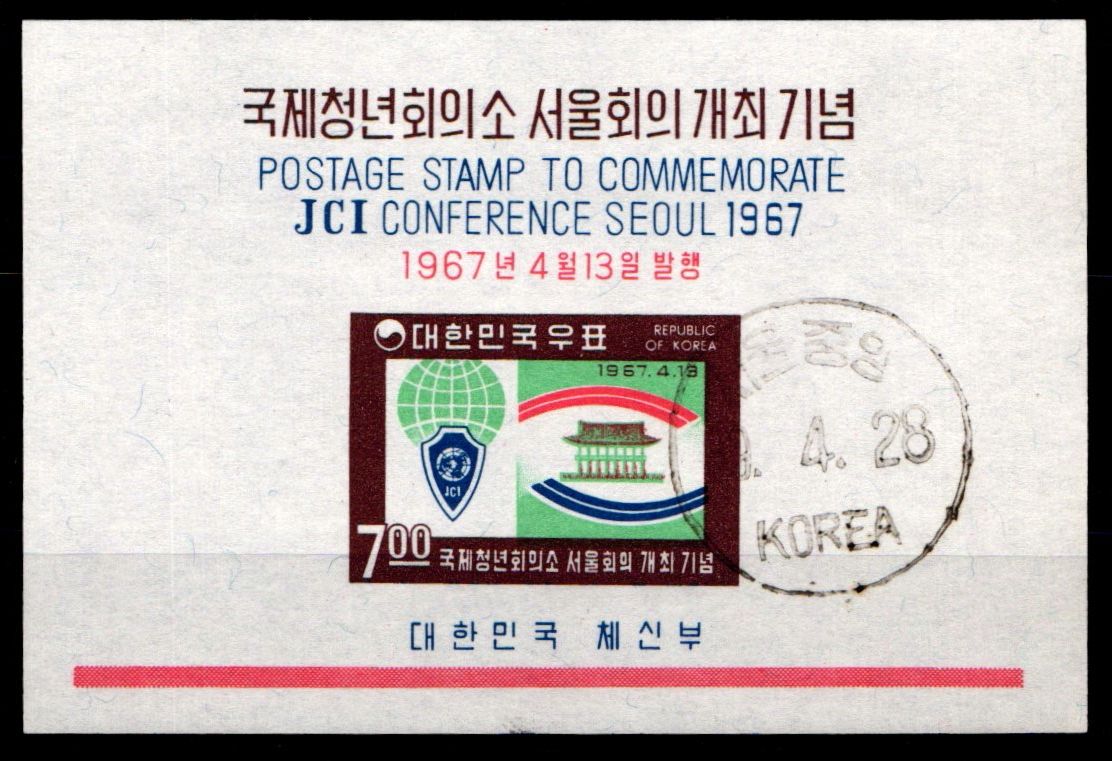 국제청년회의소 서울회의 개최 기념
POSTAGE STAMP TO COMMEMORATE
JCI CONFERENCE SEOUL 1967
1967년 4월 13일 발행
대한민국우표
REPUBLIC
OF KOREA
1967.4.13
JCI
7.00
국제청년회의소 서울회의 개최 기념
중앙
4. 28
KOREA
대한민국 체신부